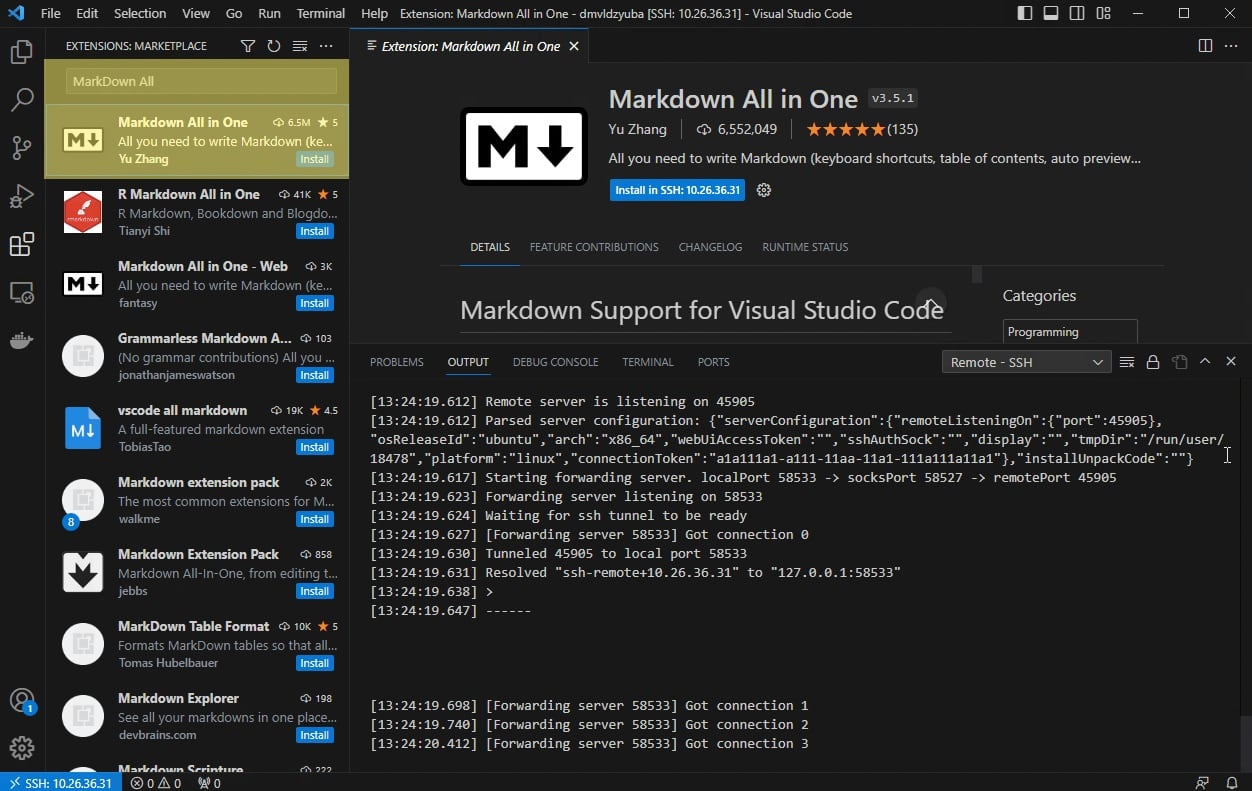 File Edit Selection View Go Run Terminal Help Extension: Markdown All in One - dmvldzyuba [SSH: 10.26.36.31] - Visual Studio Code
EXTENSIONS: MARKETPLACE
MarkDown All
Markdown All in One 6.5M 5
All you need to write Markdown (ke...
Yu Zhang Install
R Markdown All in One 41K 5
R Markdown, Bookdown and Blogdo...
Tianyi Shi Install
Markdown All in One - Web 3K
All you need to write Markdown (ke...
fantasy Install
Grammarless Markdown A... 103
(No grammar contributions) All you ...
jonathanjameswatson Install
vscode all markdown 19K 4.5
A full-featured markdown extension
TobiasTao Install
Markdown extension pack 2K
The most common extensions for M...
walkme Install
8
Markdown Extension Pack 858
Markdown All-In-One, from editing t...
jebbs Install
MarkDown Table Format 10K 5
Formats MarkDown tables so that all...
Tomas Hubelbauer Install
Markdown Explorer 198
See all your markdowns in one place...
devbrains.com Install
Markdown Scripture 222
Extension: Markdown All in One
Markdown All in One v3.5.1
Yu Zhang 6,552,049 (135)
All you need to write Markdown (keyboard shortcuts, table of contents, auto preview...
Install in SSH: 10.26.36.31
DETAILS FEATURE CONTRIBUTIONS CHANGELOG RUNTIME STATUS
Markdown Support for Visual Studio Code
Categories
Programming
PROBLEMS OUTPUT DEBUG CONSOLE TERMINAL PORTS Remote - SSH
[13:24:19.612] Remote server is listening on 45905
[13:24:19.612] Parsed server configuration: {"serverConfiguration":{"remoteListeningOn":{"port":45905},
"osReleaseId":"ubuntu","arch":"x86_64","webUiAccessToken":"","sshAuthSock":"","display":"","tmpDir":"/run/user/
18478","platform":"linux","connectionToken":"a1a111a1-a111-11aa-11a1-111a111a11a1"},"installUnpackCode":""}
[13:24:19.617] Starting forwarding server. localPort 58533 -> socksPort 58527 -> remotePort 45905
[13:24:19.623] Forwarding server listening on 58533
[13:24:19.624] Waiting for ssh tunnel to be ready
[13:24:19.627] [Forwarding server 58533] Got connection 0
[13:24:19.630] Tunneled 45905 to local port 58533
[13:24:19.631] Resolved "ssh-remote+10.26.36.31" to "127.0.0.1:58533"
[13:24:19.638] >
[13:24:19.647] ------
[13:24:19.698] [Forwarding server 58533] Got connection 1
[13:24:19.740] [Forwarding server 58533] Got connection 2
[13:24:20.412] [Forwarding server 58533] Got connection 3
1
SSH: 10.26.36.31 0 0 0